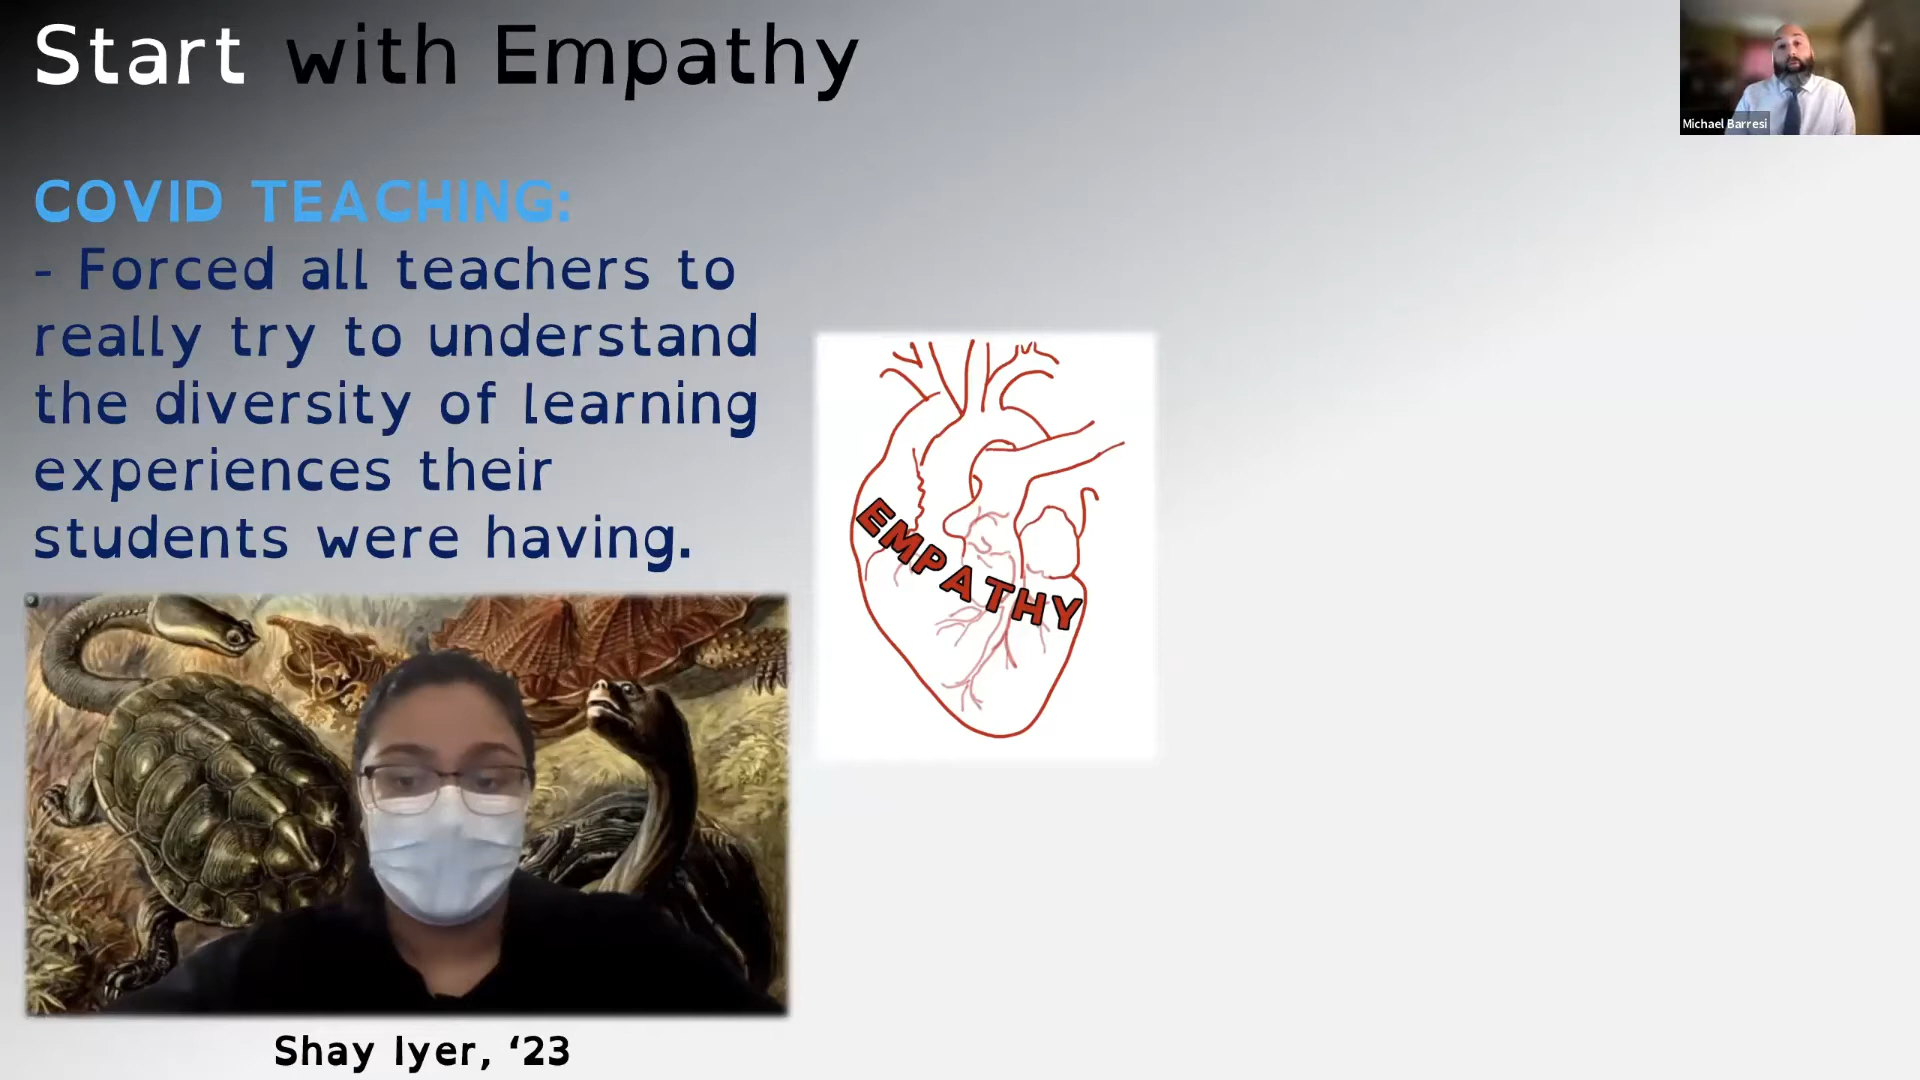 Start with Empathy
Michael Barresi
COVID TEACHING:
- Forced all teachers to
really try to understand
the diversity of learning
experiences their
students were having.
EMPATHY
Shay Iyer, ‘23